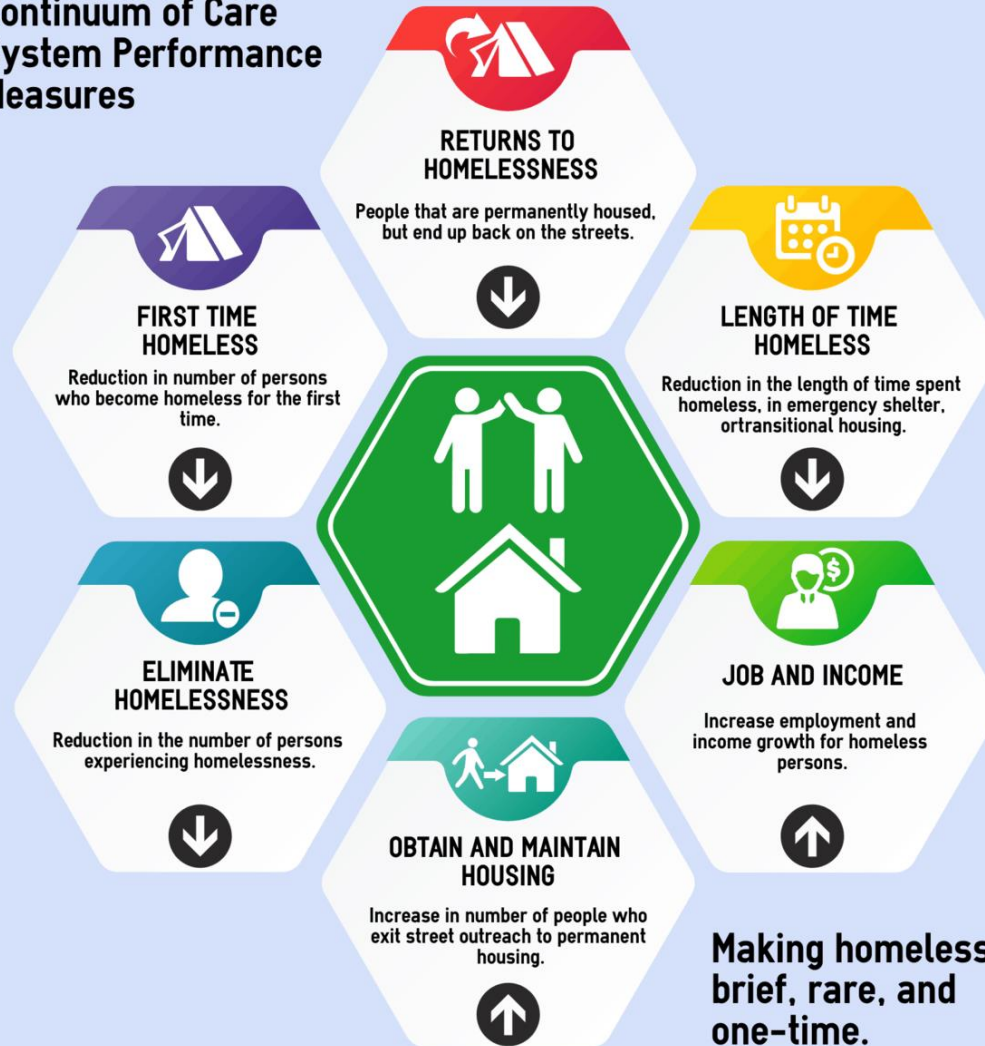 ontinuum of Care
ystem Performance
leasures
RETURNS TO
HOMELESSNESS
People that are permanently housed,
but end up back on the streets.
FIRST TIME
HOMELESS
Reduction in number of persons
who become homeless for the first
time.
LENGTH OF TIME
HOMELESS
Reduction in the length of time spent
homeless, in emergency shelter,
ortransitional housing.
ELIMINATE
HOMELESSNESS
Reduction in the number of persons
experiencing homelessness.
JOB AND INCOME
Increase employment and
income growth for homeless
persons.
$
OBTAIN AND MAINTAIN
HOUSING
Increase in number of people who
exit street outreach to permanent
housing.
Making homeless
brief, rare, and
one-time.